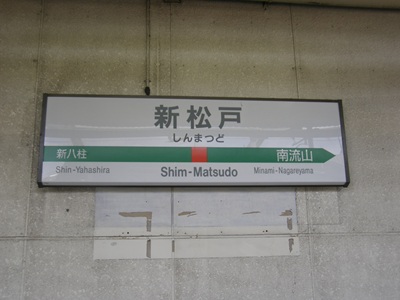 新松戸
しんまつど
新八柱 南流山
Shin-Yahashira Shim-Matsudo Minami-Nagareyama